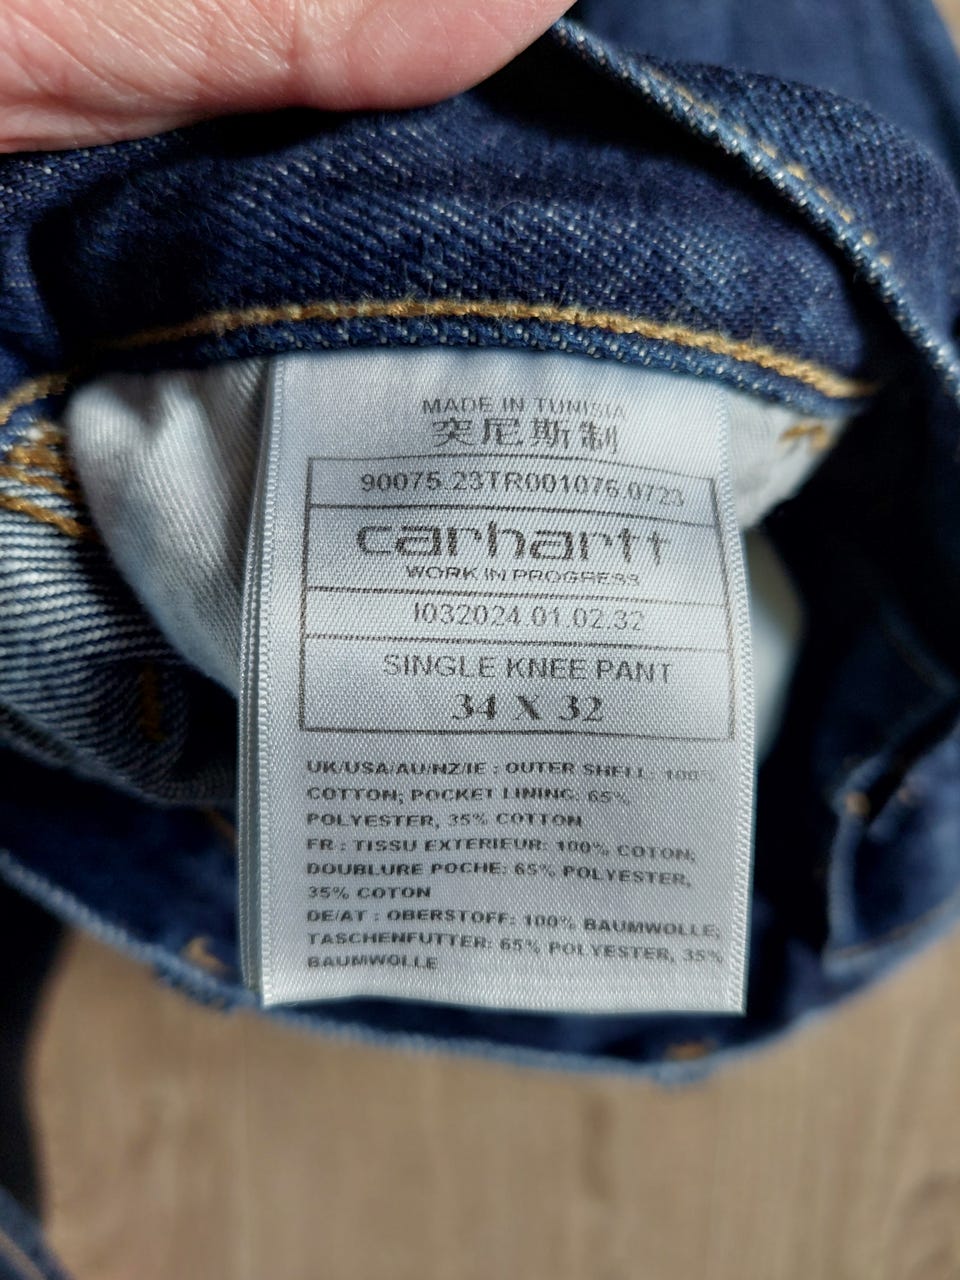 MADE IN TUNISIA
突尼斯制
90075.23TR001076.0723
carhartt
WORK IN PROGRESS
I032024.01.02.32
SINGLE KNEE PANT
34 X 32
UK/USA/AU/NZ/IE : OUTER SHELL: 100%
COTTON; POCKET LINING: 65%
POLYESTER, 35% COTTON
FR : TISSU EXTERIEUR: 100% COTON;
DOUBLURE POCHE: 65% POLYESTER,
35% COTON
DE/AT : OBERSTOFF: 100% BAUMWOLLE;
TASCHENFUTTER: 65% POLYESTER, 35%
BAUMWOLLE